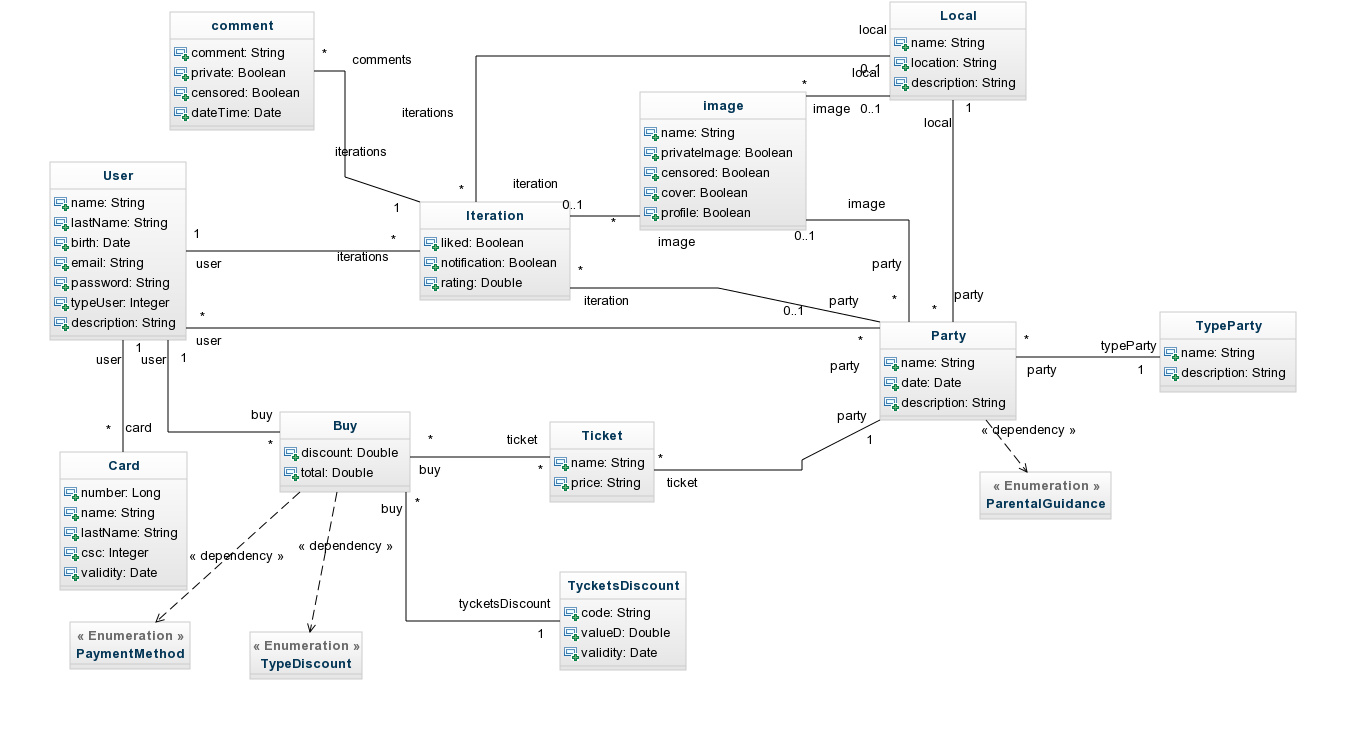 comment
comment: String
private: Boolean
censored: Boolean
dateTime: Date
*
comments
iterations
1
Local
name: String
location: String
description: String
local
0..1
iterations
*
local
0..1
*
image
1
local
image
name: String
privateImage: Boolean
censored: Boolean
cover: Boolean
profile: Boolean
iteration
0..1
*
image
image
0..1
party
*
party
*
User
name: String
lastName: String
birth: Date
email: String
password: String
typeUser: Integer
description: String
1
user
*
iterations
Iteration
liked: Boolean
notification: Boolean
rating: Double
*
iteration
party
0..1
*
user
*
party
Party
name: String
date: Date
description: String
*
party
typeParty
1
TypeParty
name: String
description: String
user
1
user
1
*
card
buy
*
Card
number: Long
name: String
lastName: String
csc: Integer
validity: Date
Buy
discount: Double
total: Double
*
buy
ticket
*
Ticket
name: String
price: String
*
ticket
party
1
« dependency »
« Enumeration »
ParentalGuidance
*
buy
« dependency »
« dependency »
tycketsDiscount
1
TycketsDiscount
code: String
valueD: Double
validity: Date
« Enumeration »
PaymentMethod
« Enumeration »
TypeDiscount